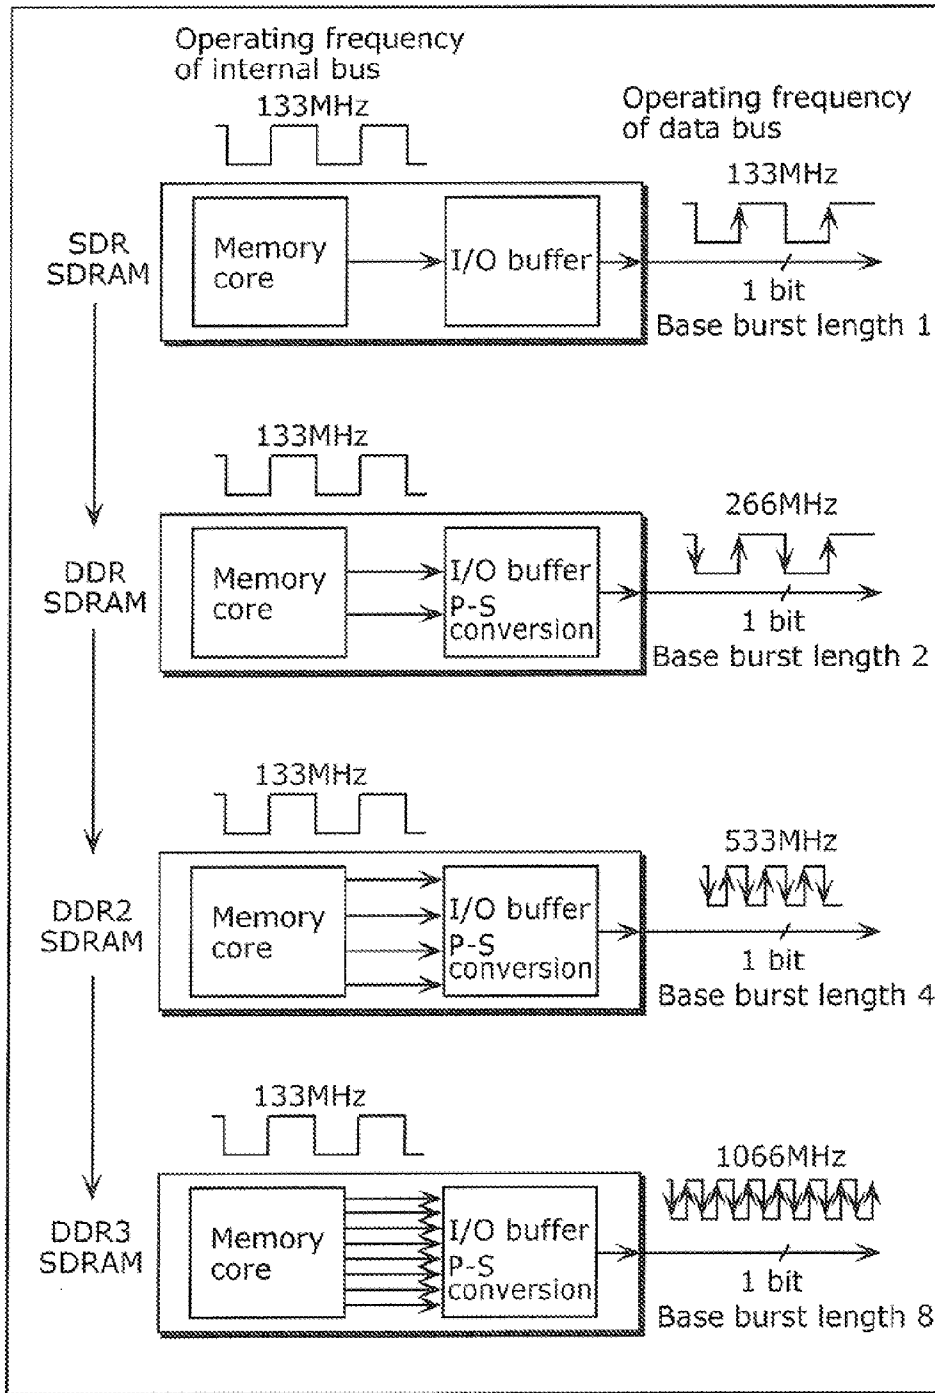 Operating frequency
of internal bus
133MHz
Operating frequency
of data bus
133MHz
SDR
SDRAM
Memory
core
I/O buffer
1 bit
Base burst length 1
133MHz
266MHz
DDR
SDRAM
Memory
core
I/O buffer
P-S
conversion
1 bit
Base burst length 2
133MHz
533MHz
DDR2
SDRAM
Memory
core
I/O buffer
P-S
conversion
1 bit
Base burst length 4
133MHz
1066MHz
DDR3
SDRAM
Memory
core
I/O buffer
P-S
conversion
1 bit
Base burst length 8